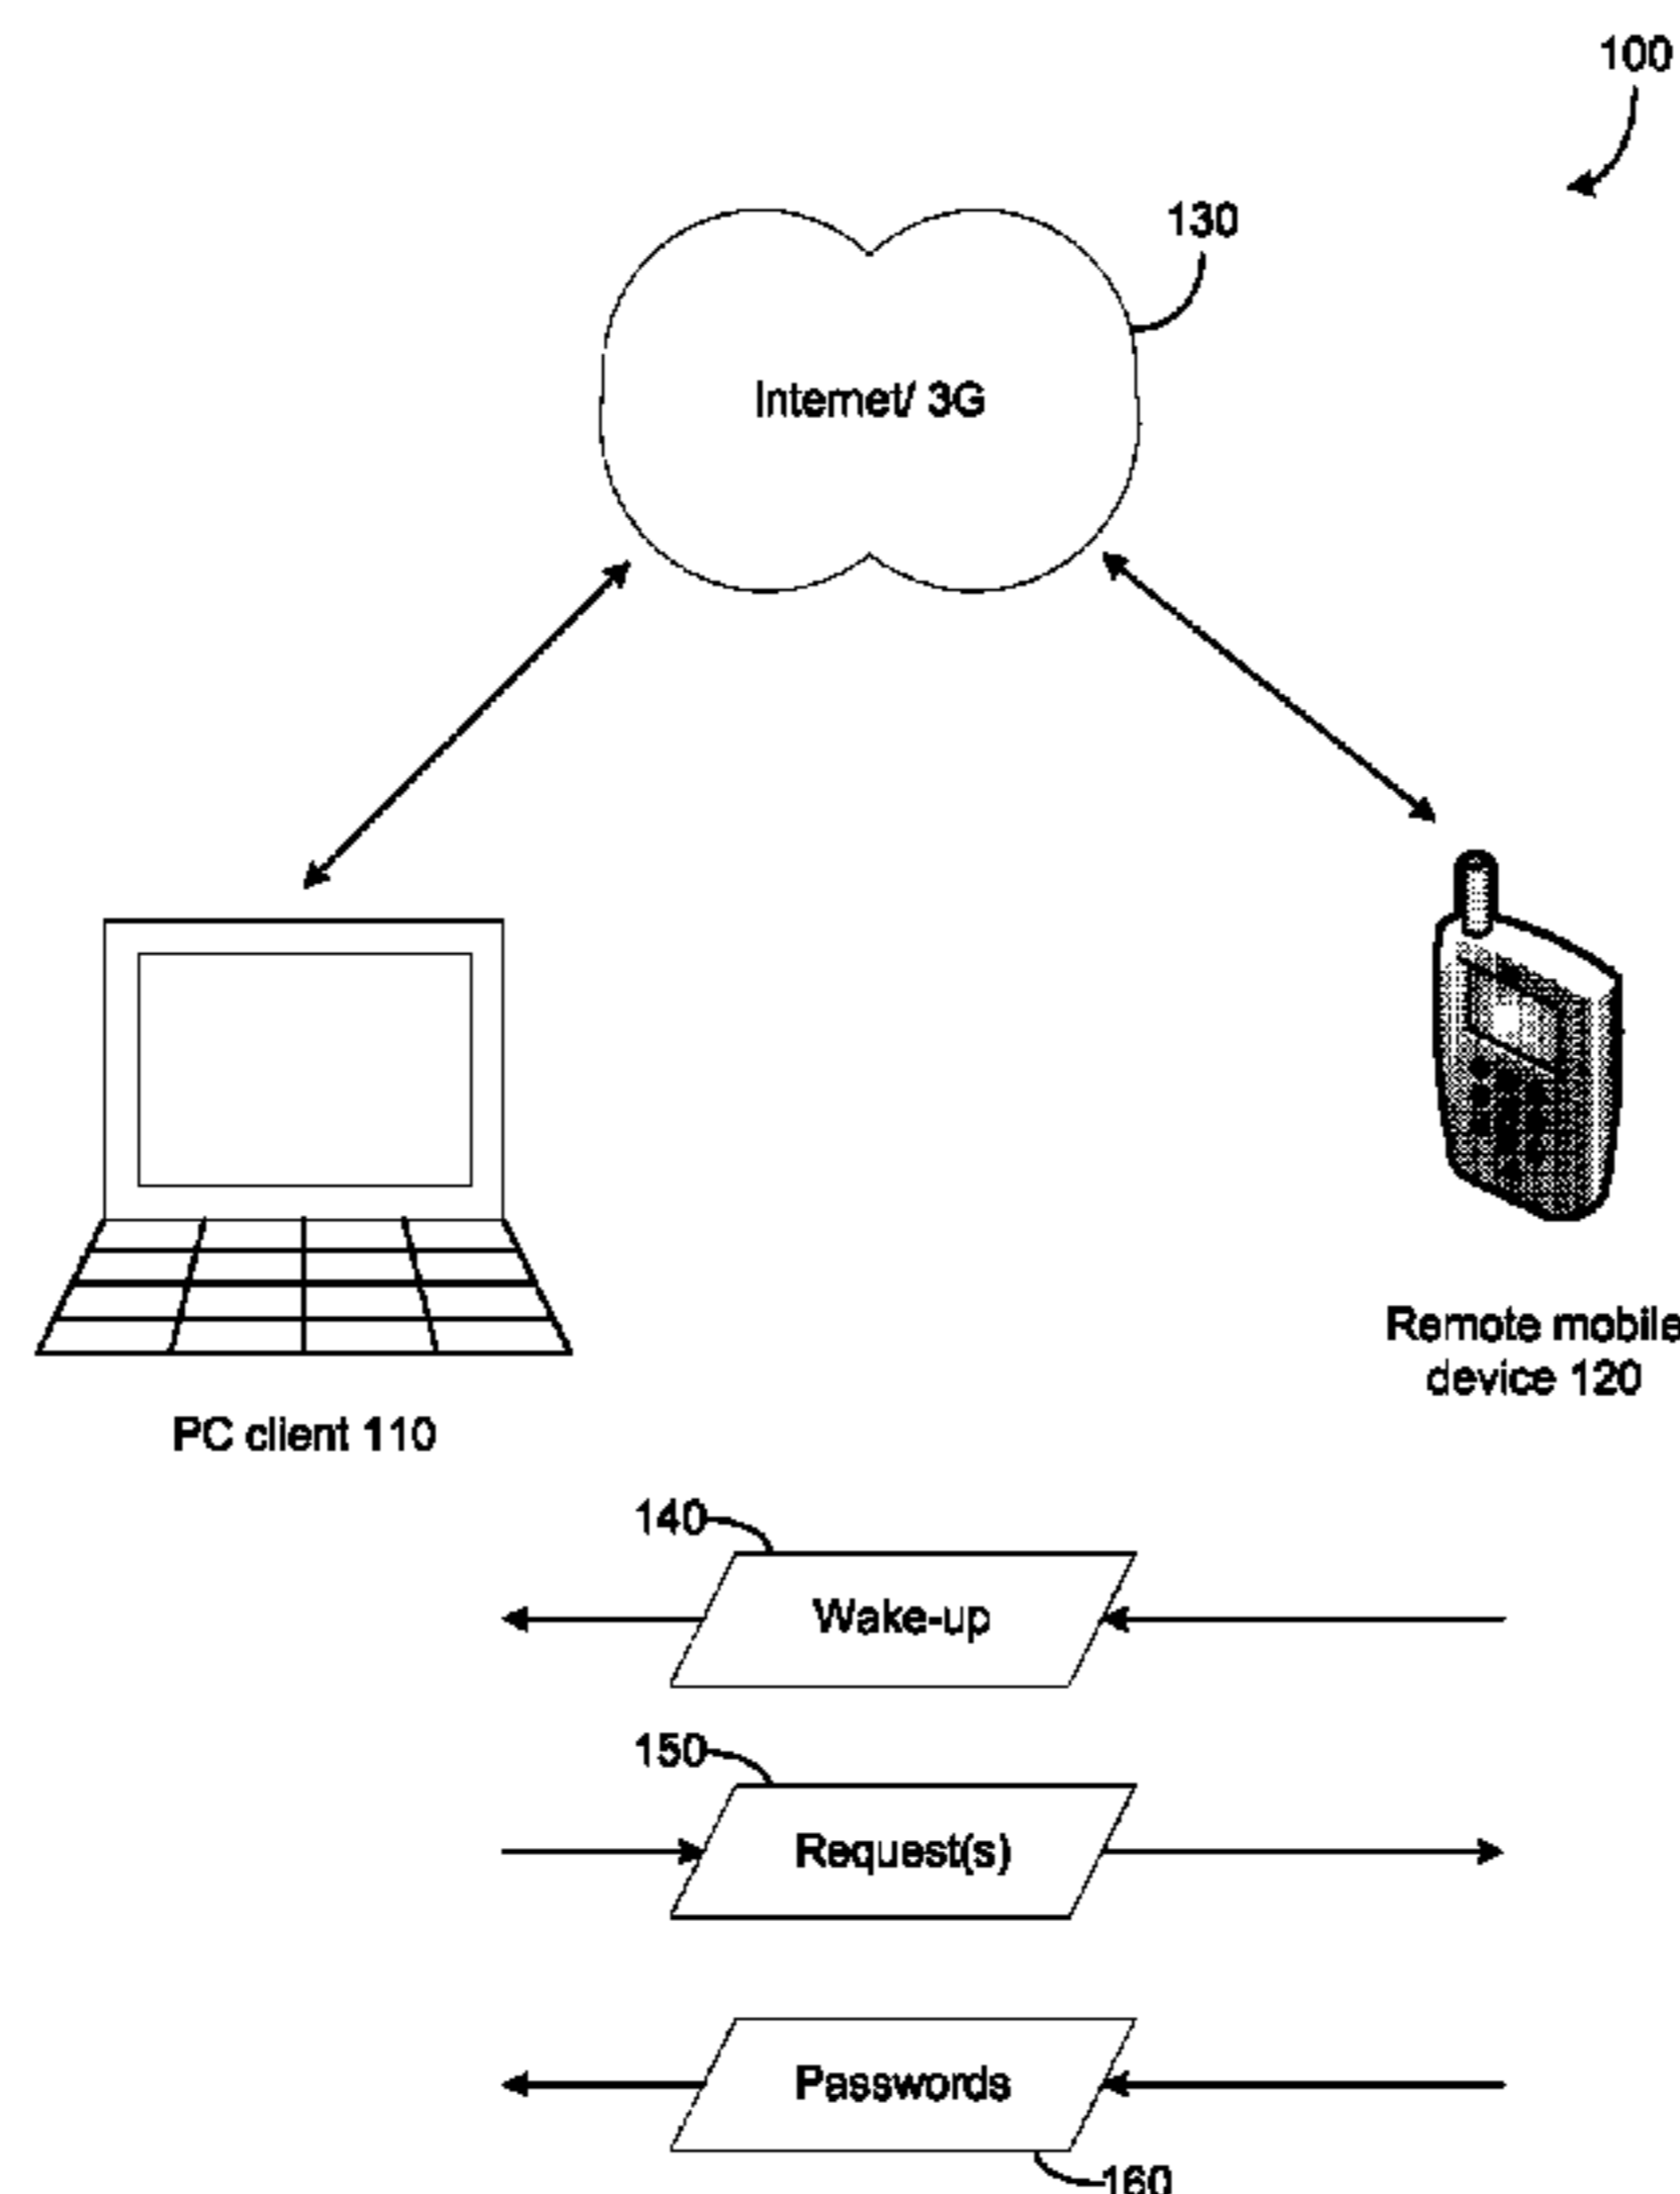 100
130
Internet/ 3G
Remote mobile
device 120
PC client 110
140
Wake-up
150
Request(s)
Passwords
160